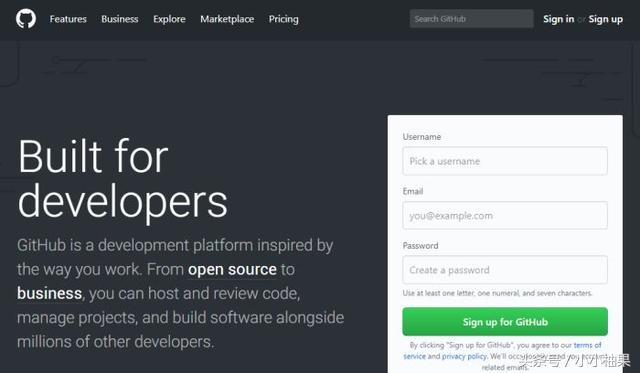 Features Business Explore Marketplace Pricing Search GitHub Sign in or Sign up
Built for
developers
GitHub is a development platform inspired by
the way you work. From open source to
business, you can host and review code,
manage projects, and build software alongside
millions of other developers.
Username
Pick a username
Email
you@example.com
Password
Create a password
Use at least one letter, one numeral, and seven characters.
Sign up for GitHub
By clicking "Sign up for GitHub", you agree to our terms of
service and privacy policy. We'll
related emails.
头条号/小小柚果